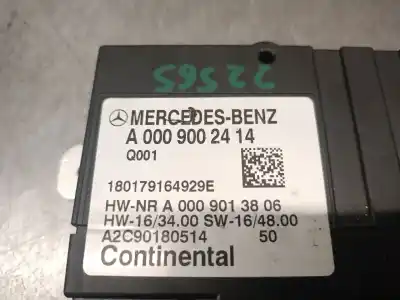 22565
MERCEDES-BENZ
A 000 900 24 14
Q001
180179164929E
HW-NR A 000 901 38 06
HW-16/34.00 SW-16/48.00
A2C90180514 50
Continental